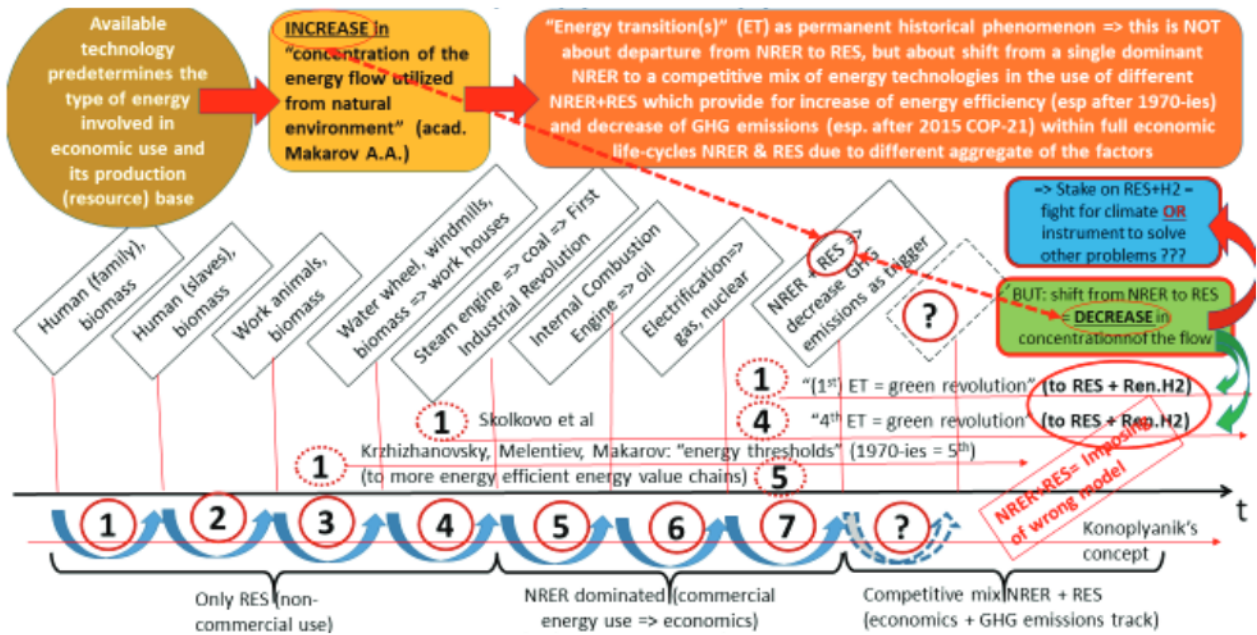 Available
technology
predetermines the
type of energy
involved in
economic use and
its production
(resource) base
INCREASE in
“concentration of the
energy flow utilized
from natural
environment” (acad.
Makarov A.A.)
“Energy transition(s)” (ET) as permanent historical phenomenon => this is NOT
about departure from NRER to RES, but about shift from a single dominant
NRER to a competitive mix of energy technologies in the use of different
NRER+RES which provide for increase of energy efficiency (esp after 1970-ies)
and decrease of GHG emissions (esp. after 2015 COP-21) within full economic
life-cycles NRER & RES due to different aggregate of the factors
=> Stake on RES+H2 –
fight for climate OR
instrument to solve
other problems ???
BUT: shift from NRER to RES
= DECREASE in
concentrationnof the flow
Human (family),
biomass
Human (slaves),
biomass
Work animals,
biomass
Water wheel, windmills,
biomass => work houses
Steam engine => coal => First
Industrial Revolution
Internal Combustion
Engine => oil
Electrification=>
gas, nuclear
NRER + RES =>
decrease GHG
emissions as trigger
?
1
“(1st) ET = green revolution” (to RES + Ren.H2)
1
Skolkovo et al
4
“4th ET = green revolution” (to RES + Ren.H2)
1
Krzhizhanovsky, Melentiev, Makarov: “energy thresholds” (1970-ies = 5th)
(to more energy efficient energy value chains)
5
NRER+RES= Imposing
of wrong model
t
1
2
3
4
5
6
7
?
Konoplyanik’s
concept
Only RES (non-
commercial use)
NRER dominated (commercial
energy use => economics)
Competitive mix NRER + RES
(economics + GHG emissions track)